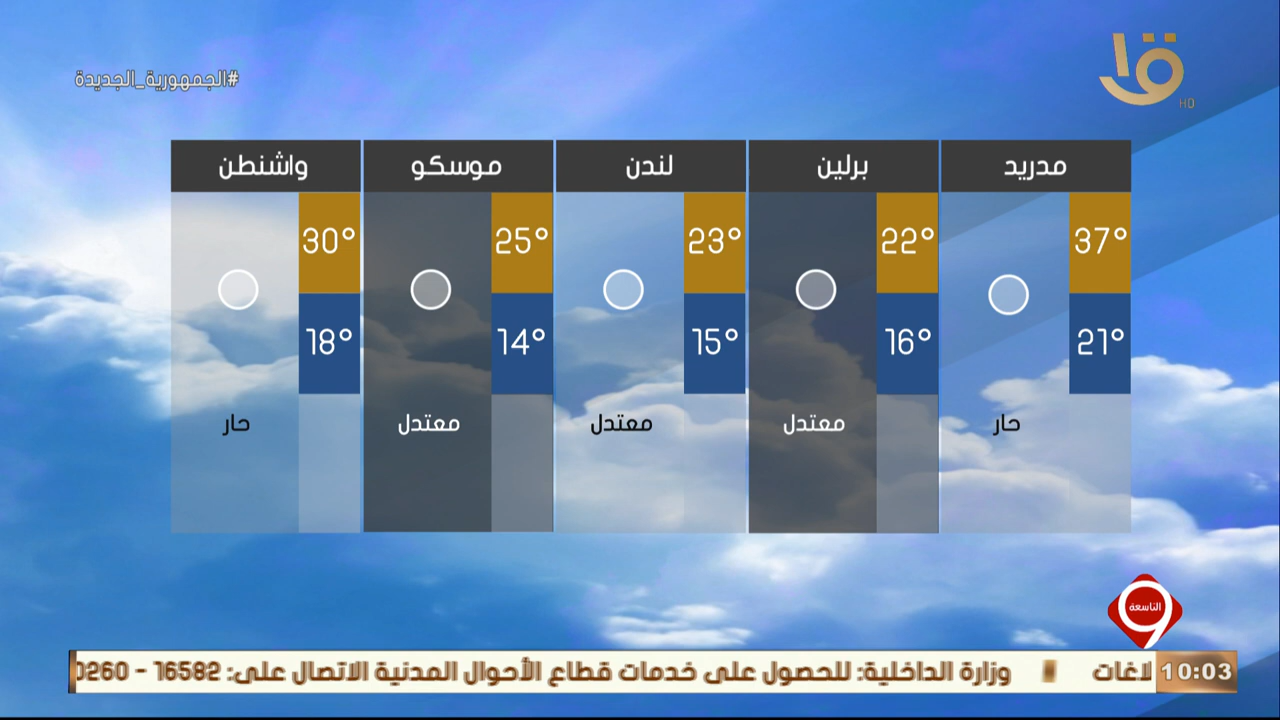 #الجمهورية_الجديدة
HD
مدريد
37°
21°
حار
برلين
22°
16°
معتدل
لندن
23°
15°
معتدل
موسكو
25°
14°
معتدل
واشنطن
30°
18°
حار
التاسعة
9
10:03
لاغات وزارة الداخلية: للحصول على خدمات قطاع الأحوال المدنية الاتصال على: 16582 - 0260